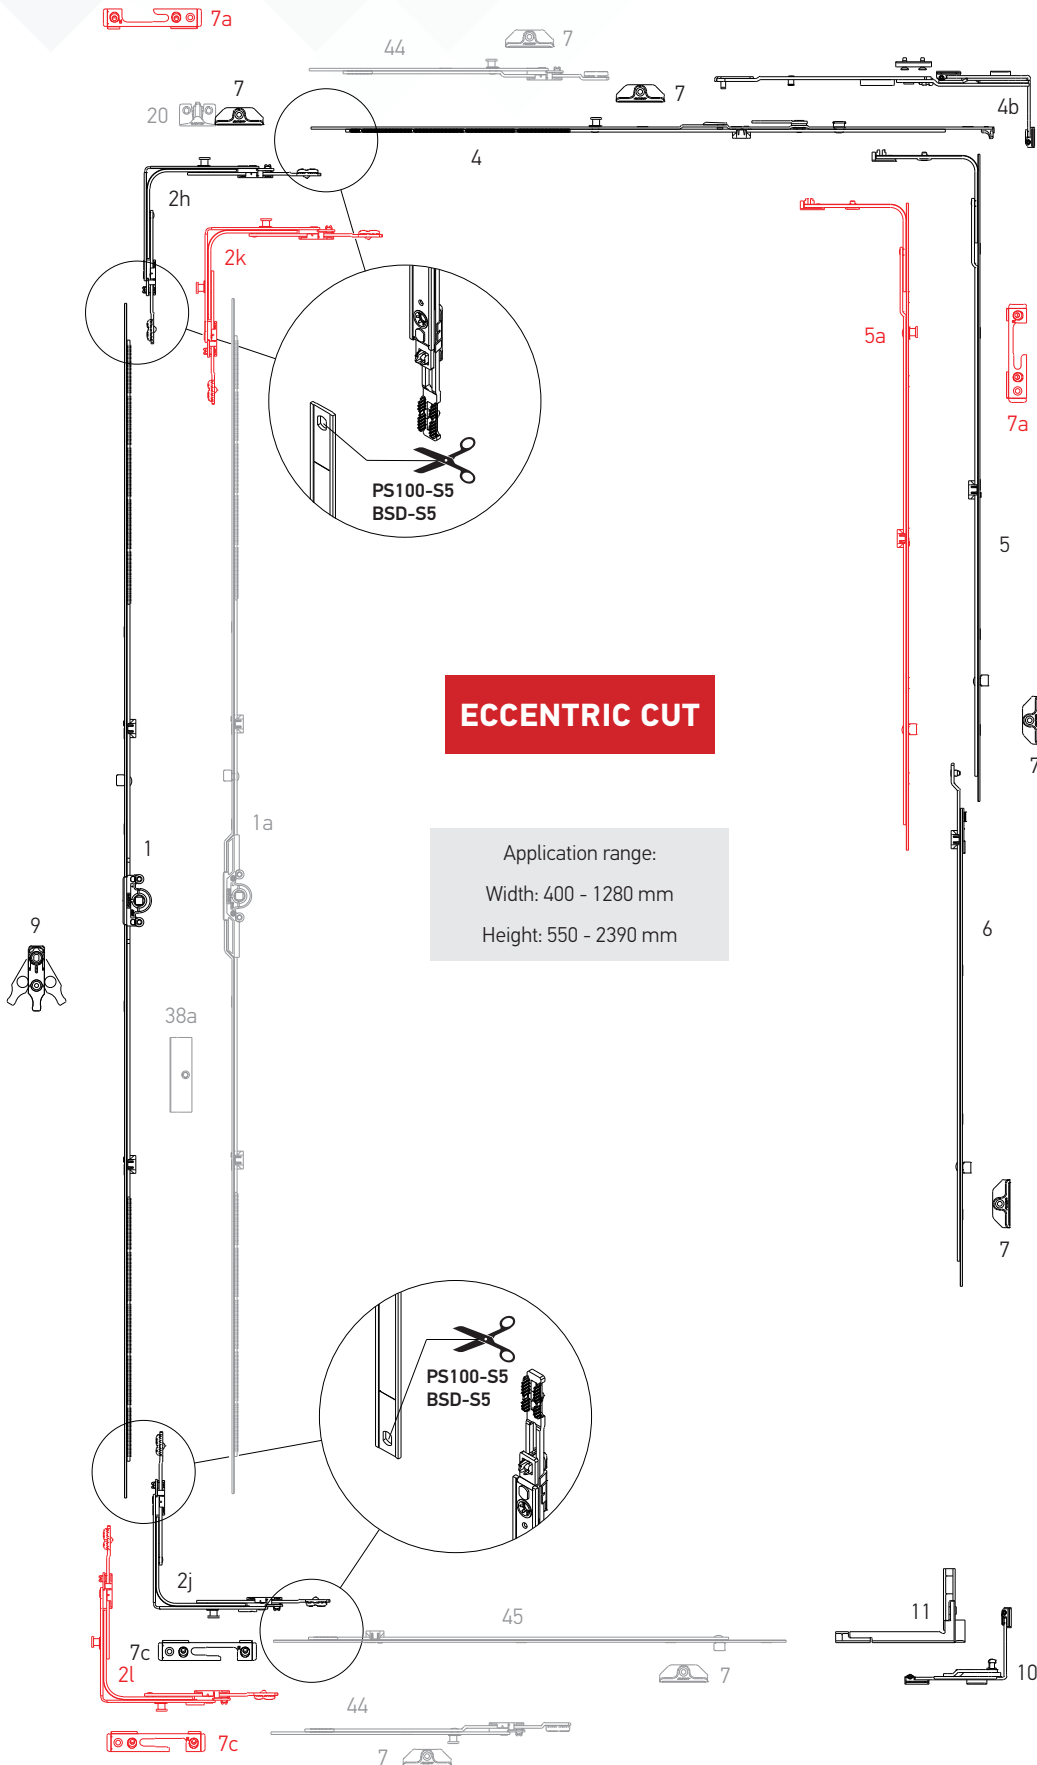 7a
44
7
7
20
7
4b
4
2h
2k
5a
7a
PS100-S5
BSD-S5
5
7
ECCENTRIC CUT
1
1a
Application range:
Width: 400 - 1280 mm
Height: 550 - 2390 mm
9
6
38a
7
PS100-S5
BSD-S5
2j
45
11
7c
2l
7
10
44
7c
7